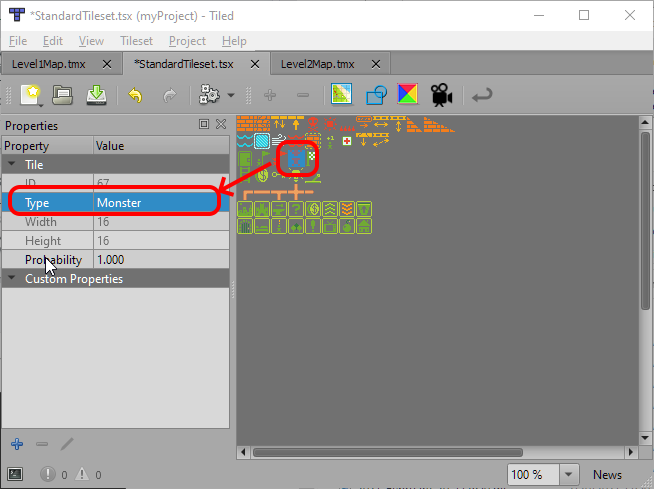 *StandardTileset.tsx (myProject) - Tiled
File Edit View Tileset Project Help
Level1Map.tmx *StandardTileset.tsx Level2Map.tmx
Properties
Property Value
Tile
ID 67
Type Monster
Width 16
Height 16
Probability 1.000
Custom Properties
0 0 100 % News